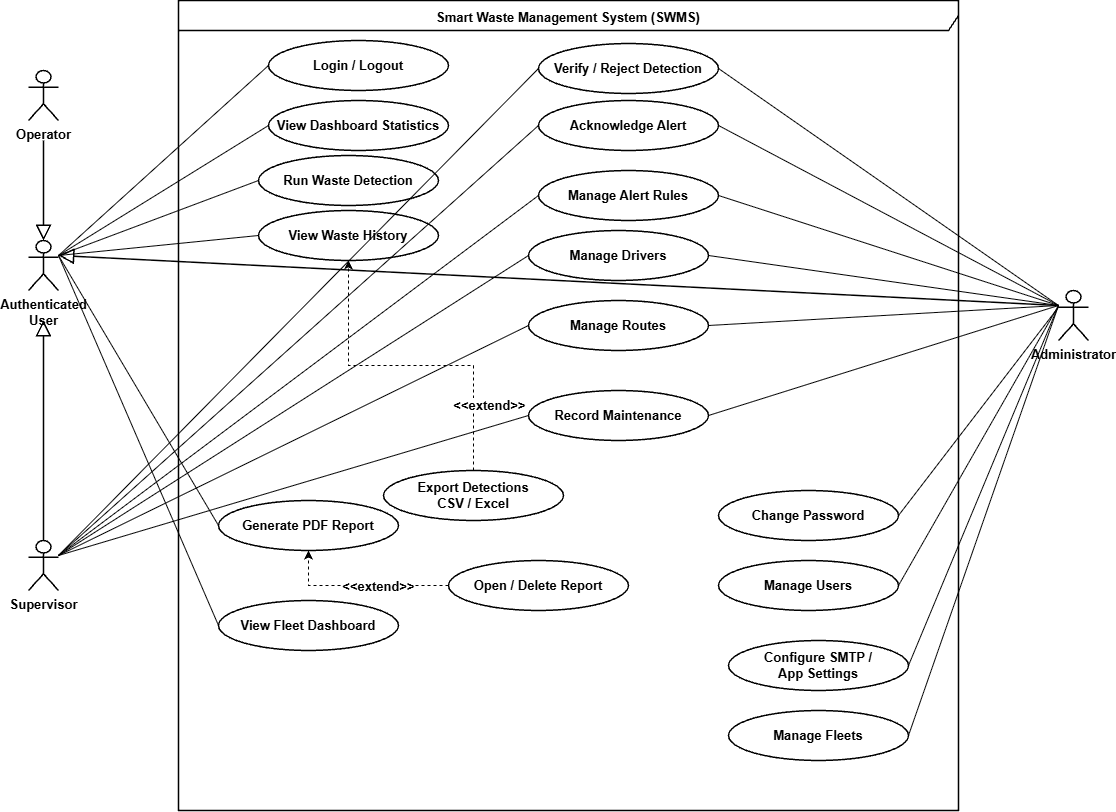 Smart Waste Management System (SWMS)
Operator
Authenticated
User
Supervisor
Administrator
Login / Logout
View Dashboard Statistics
Run Waste Detection
View Waste History
Verify / Reject Detection
Acknowledge Alert
Manage Alert Rules
Manage Drivers
Manage Routes
<<extend>>
Record Maintenance
Export Detections
CSV / Excel
Generate PDF Report
<<extend>>
Open / Delete Report
View Fleet Dashboard
Change Password
Manage Users
Configure SMTP /
App Settings
Manage Fleets